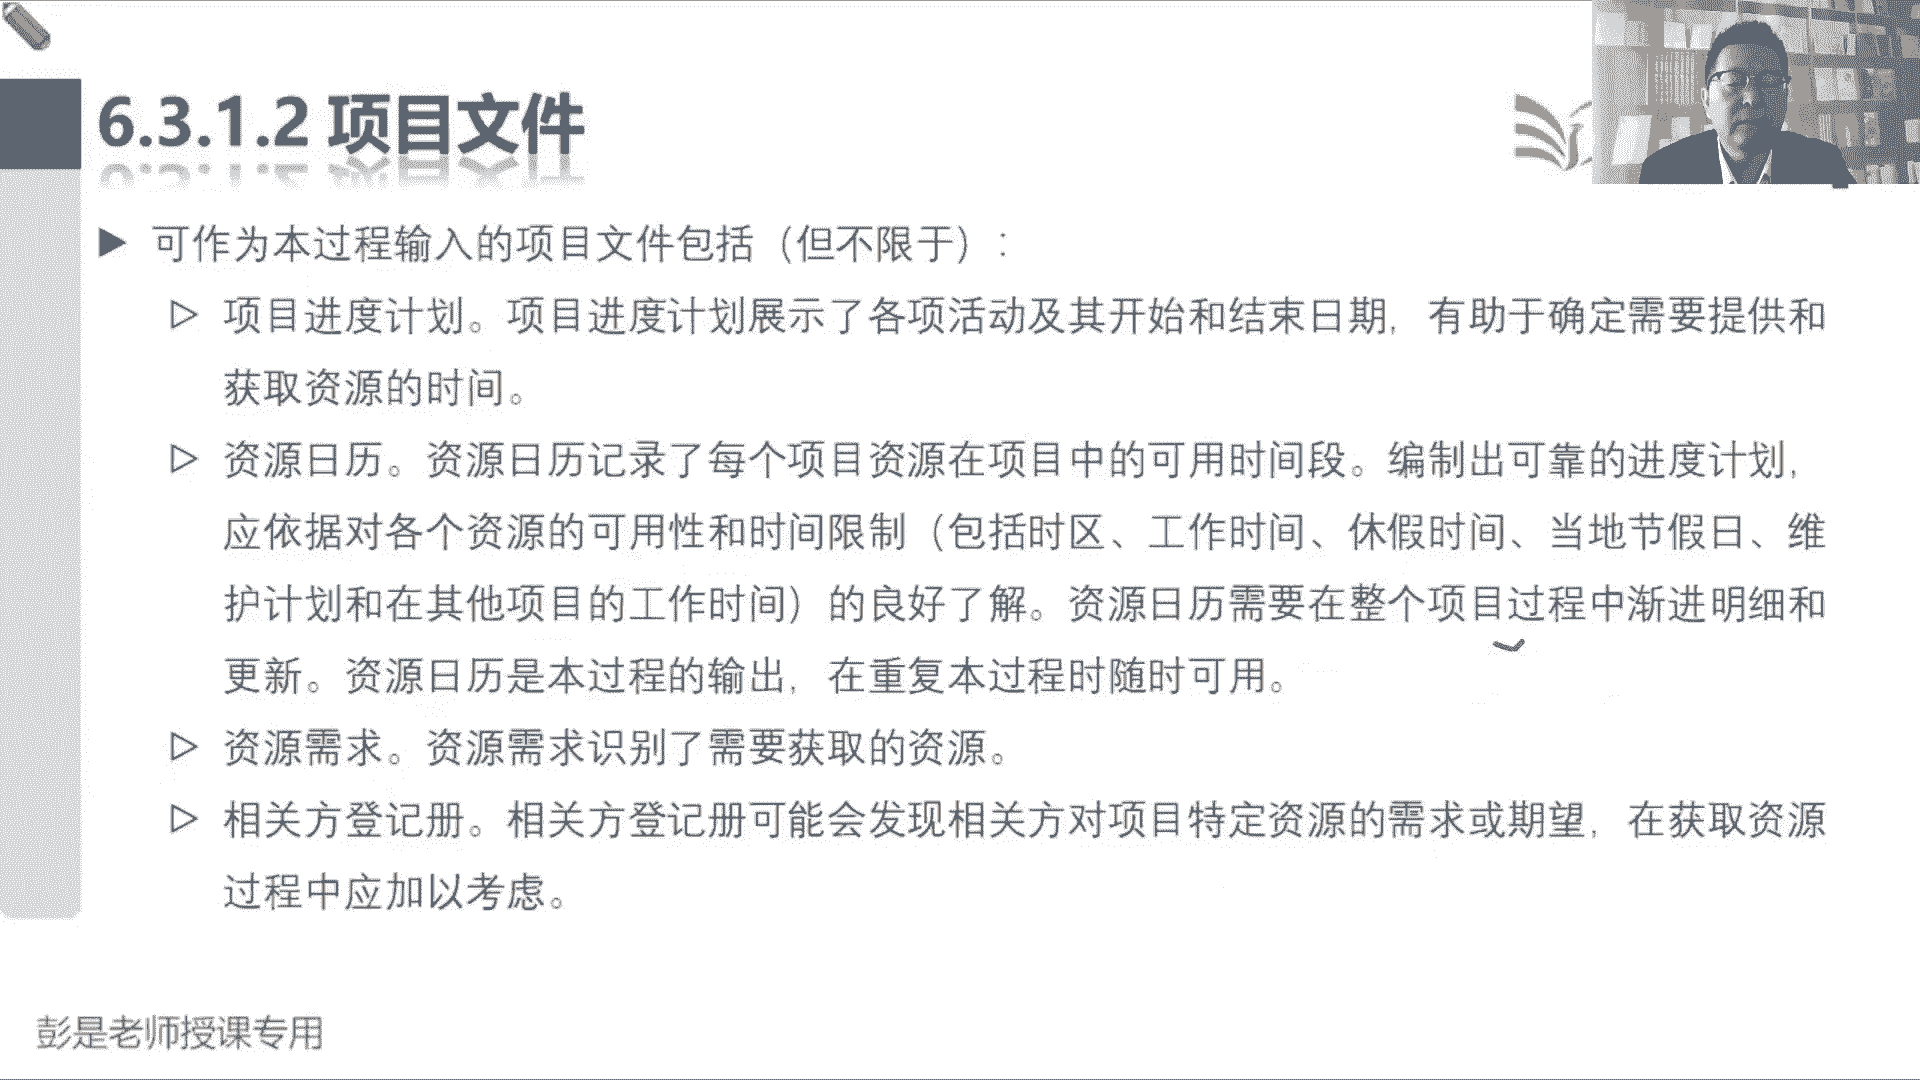 6.3.1.2 项目文件
可作为本过程输入的项目文件包括（但不限于）：
项目进度计划。项目进度计划展示了各项活动及其开始和结束日期，有助于确定需要提供和
获取资源的时间。
资源日历。资源日历记录了每个项目资源在项目中的可用时间段。编制出可靠的进度计划，
应依据对各个资源的可用性和时间限制（包括时区、工作时间、休假时间、当地节假日、维
护计划和在其他项目的工作时间）的良好了解。资源日历需要在整个项目过程中渐进明细和
更新。资源日历是本过程的输出，在重复本过程时随时可用。
资源需求。资源需求识别了需要获取的资源。
相关方登记册。相关方登记册可能会发现相关方对项目特定资源的需求或期望，在获取资源
过程中应加以考虑。
彭是老师授课专用